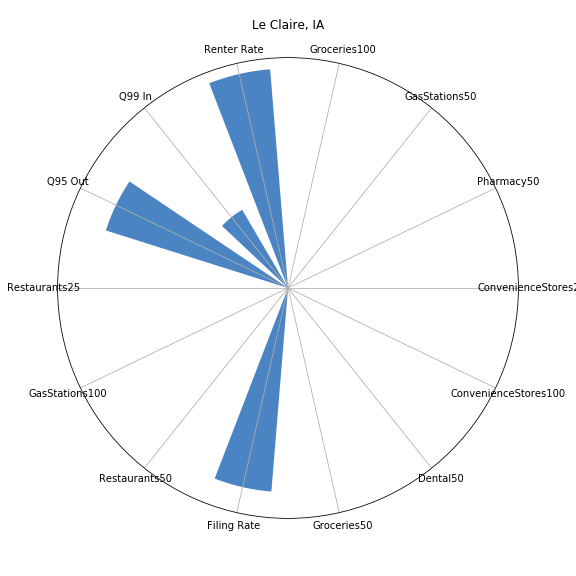 Le Claire, IA
Renter Rate
Groceries100
Q99 In
GasStations50
Q95 Out
Pharmacy50
Restaurants25
ConvenienceStores2
GasStations100
ConvenienceStores100
Restaurants50
Dental50
Filing Rate
Groceries50